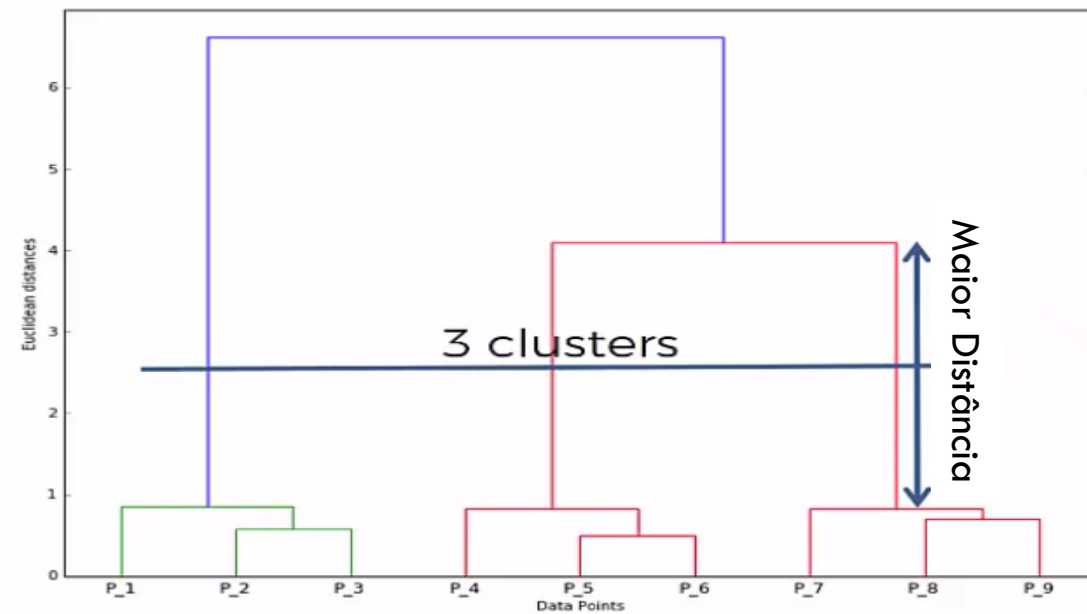 6
5
4
3
2
1
0
Euclidean distances
3 clusters
Maior Distância
P_1
P_2
P_3
P_4
P_5
P_6
P_7
P_8
P_9
Data Points